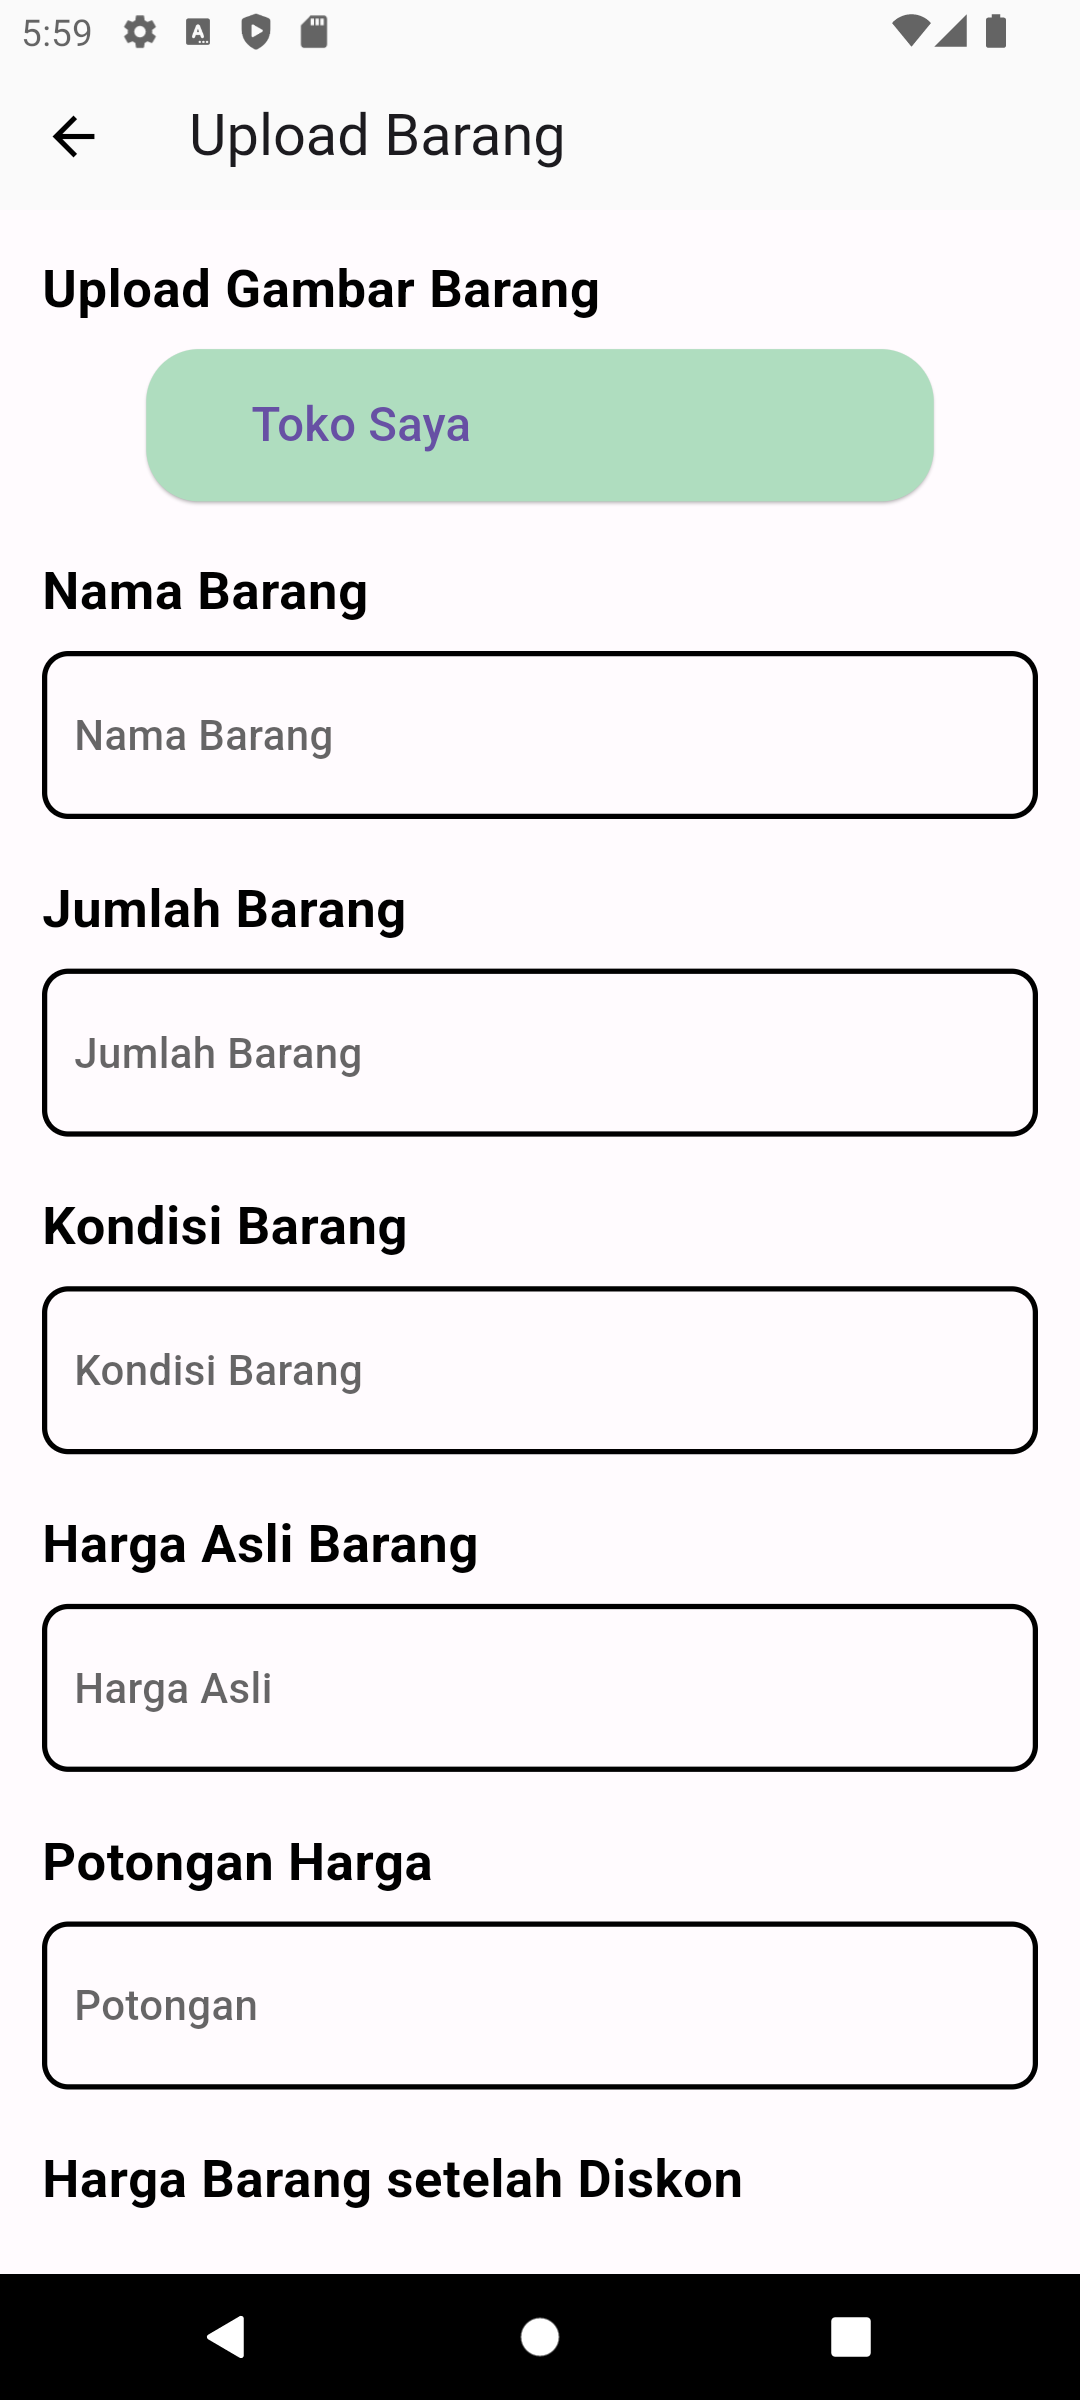 5:59
Upload Barang
Upload Gambar Barang
Toko Saya
Nama Barang
Nama Barang
Jumlah Barang
Jumlah Barang
Kondisi Barang
Kondisi Barang
Harga Asli Barang
Harga Asli
Potongan Harga
Potongan
Harga Barang setelah Diskon